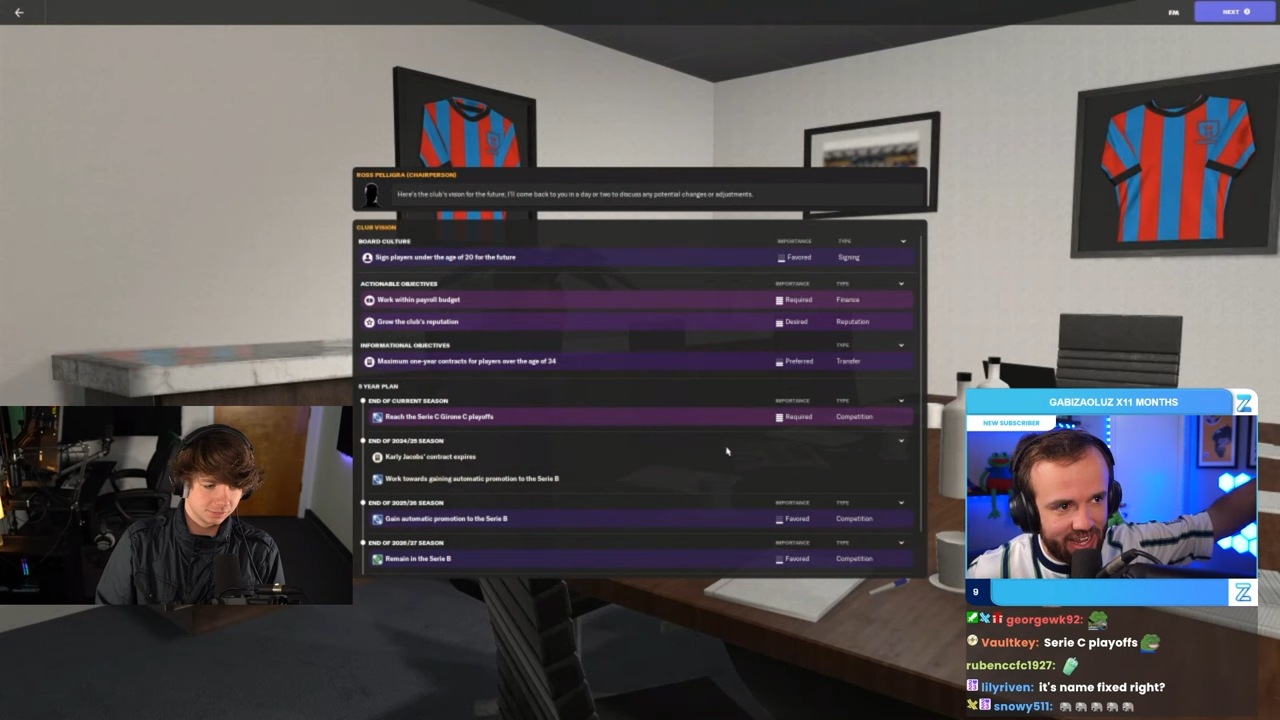 FM
NEXT
ROSS PELLIGRA (CHAIRPERSON)
Here's the club's vision for the future; I'll come back to you in a day or two to discuss any potential changes or adjustments.
CLUB VISION
BOARD CULTURE IMPORTANCE TYPE
Sign players under the age of 20 for the future Favored Signing
ACTIONABLE OBJECTIVES IMPORTANCE TYPE
Work within payroll budget Required Finance
Grow the club's reputation Desired Reputation
INFORMATIONAL OBJECTIVES TYPE
Maximum one-year contracts for players over the age of 34 Preferred Transfer
5 YEAR PLAN
END OF CURRENT SEASON IMPORTANCE TYPE
Reach the Serie C Girone C playoffs Required Competition
END OF 2024/25 SEASON
Karly Jacobs' contract expires
Work towards gaining automatic promotion to the Serie B
END OF 2025/26 SEASON IMPORTANCE TYPE
Gain automatic promotion to the Serie B Favored Competition
END OF 2026/27 SEASON IMPORTANCE TYPE
Remain in the Serie B Favored Competition
GABIZAOLUZ X11 MONTHS
NEW SUBSCRIBER
9
georgewk92:
Vaultkey: Serie C playoffs
rubenccfc1927:
lilyriven: it's name fixed right?
snowy511: